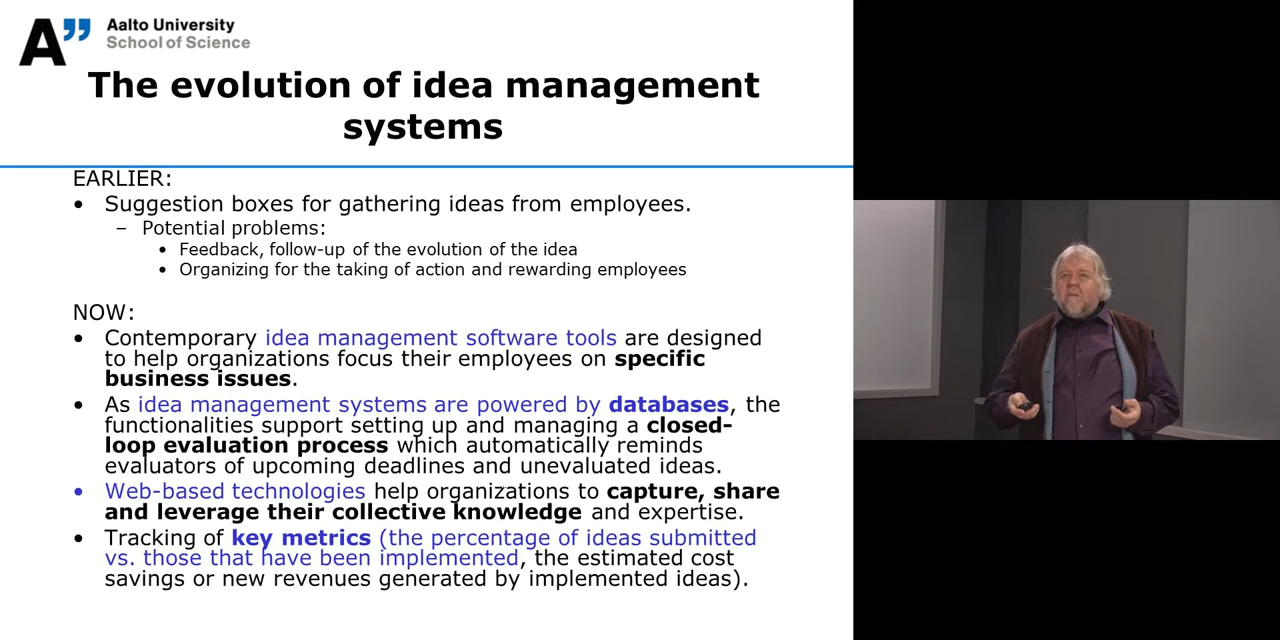 A”
Aalto University
School of Science
The evolution of idea management
systems
EARLIER:
• Suggestion boxes for gathering ideas from employees.
– Potential problems:
• Feedback, follow-up of the evolution of the idea
• Organizing for the taking of action and rewarding employees
NOW:
• Contemporary idea management software tools are designed
to help organizations focus their employees on specific
business issues.
• As idea management systems are powered by databases, the
functionalities support setting up and managing a closed-
loop evaluation process which automatically reminds
evaluators of upcoming deadlines and unevaluated ideas.
• Web-based technologies help organizations to capture, share
and leverage their collective knowledge and expertise.
• Tracking of key metrics (the percentage of ideas submitted
vs. those that have been implemented, the estimated cost
savings or new revenues generated by implemented ideas).